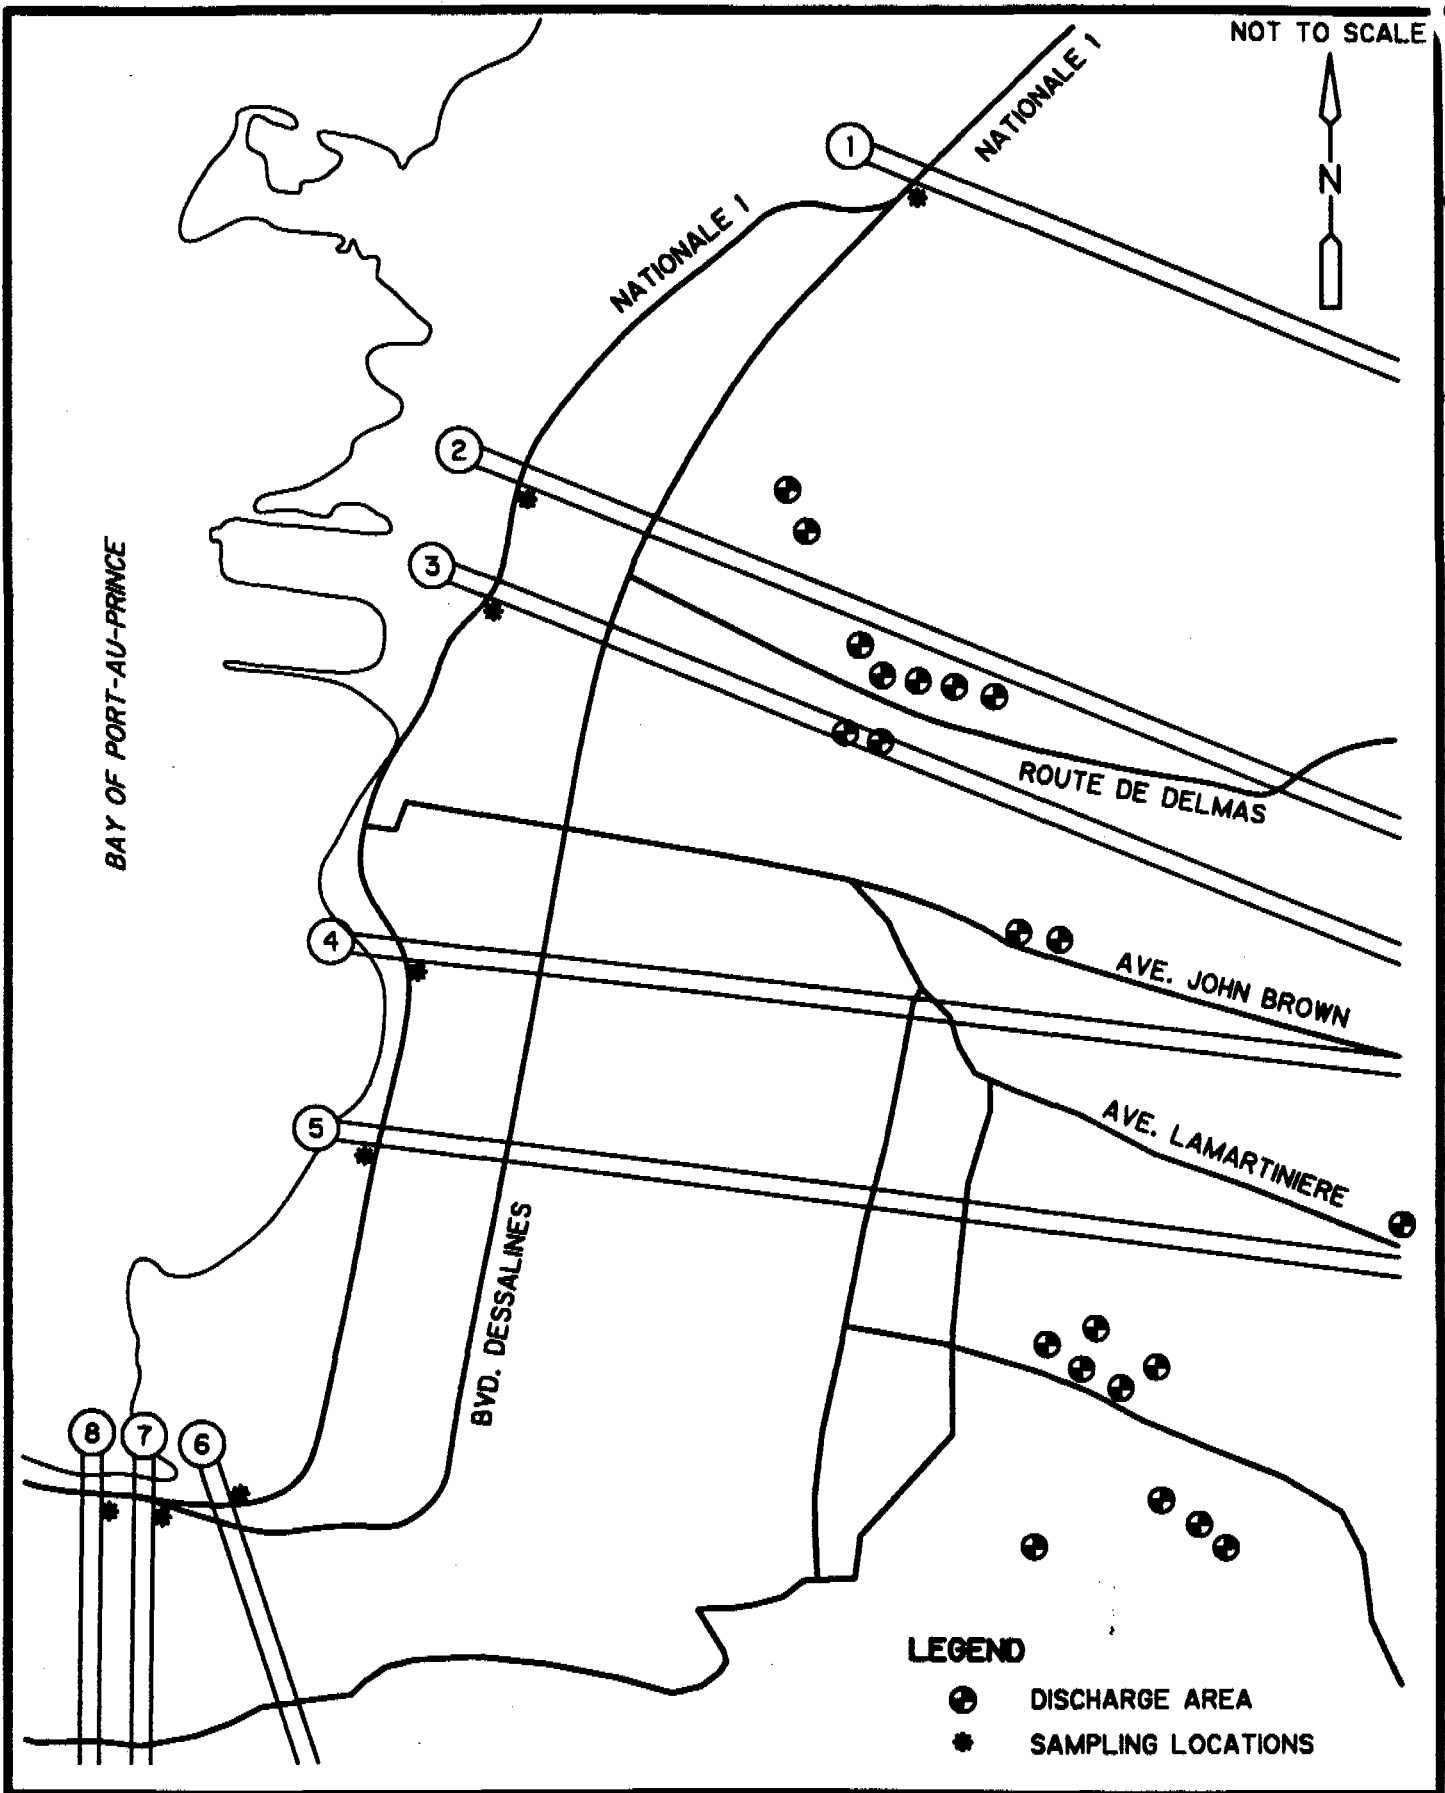 NOT TO SCALE
NATIONALE 1
1
N
NATIONALE 1
2
3
BAY OF PORT-AU-PRINCE
ROUTE DE DELMAS
4
AVE. JOHN BROWN
5
AVE. LAMARTINIERE
BVD. DESSALINES
8
7
6
LEGEND
DISCHARGE AREA
SAMPLING LOCATIONS